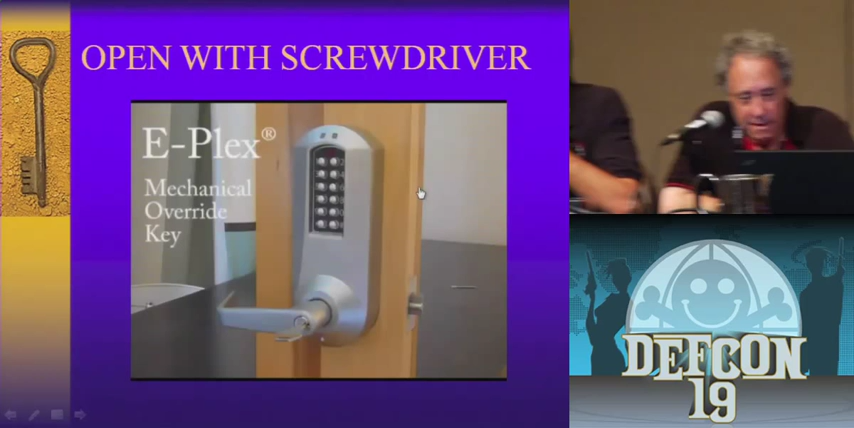 OPEN WITH SCREWDRIVER
E-Plex®
Mechanical
Override
Key
DEFCON
19